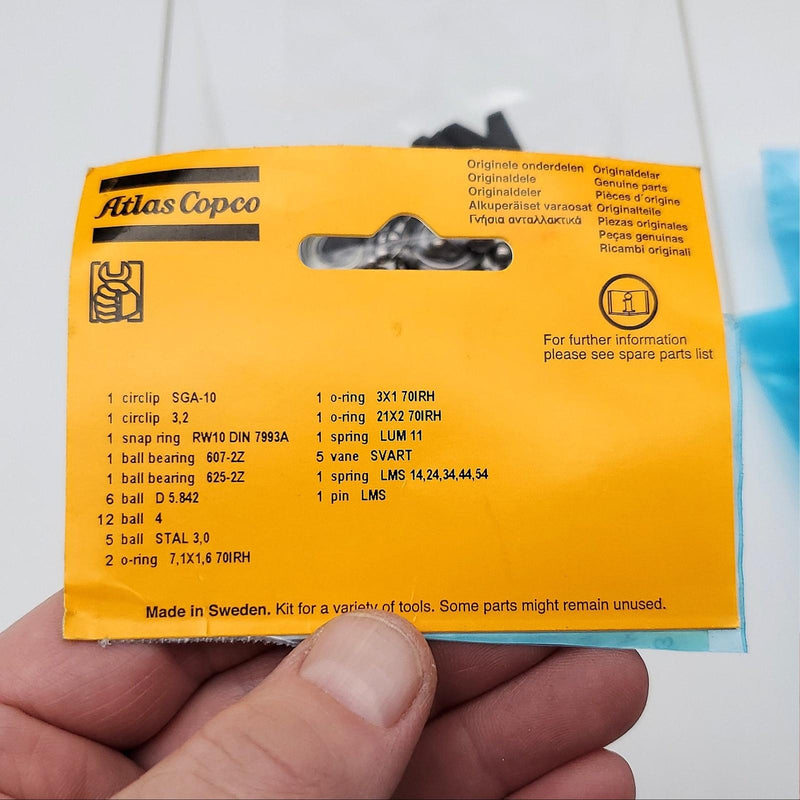 Atlas Copco
Originele onderdelen
Originaldele
Originaldeler
Alkuperäiset varaosat
Γνήσια ανταλλακτικά
Originaldelar
Genuine parts
Pièces d'origine
Originalteile
Piezas originales
Peças genuinas
Ricambi originali
i
For further information
please see spare parts list
1 circlip SGA-10
1 circlip 3,2
1 snap ring RW10 DIN 7993A
1 ball bearing 607-2Z
1 ball bearing 625-2Z
6 ball D 5.842
12 ball 4
5 ball STAL 3,0
2 o-ring 7,1X1,6 70IRH
1 o-ring 3X1 70IRH
1 o-ring 21X2 70IRH
1 spring LUM 11
5 vane SVART
1 spring LMS 14,24,34,44,54
1 pin LMS
Made in Sweden. Kit for a variety of tools. Some parts might remain unused.